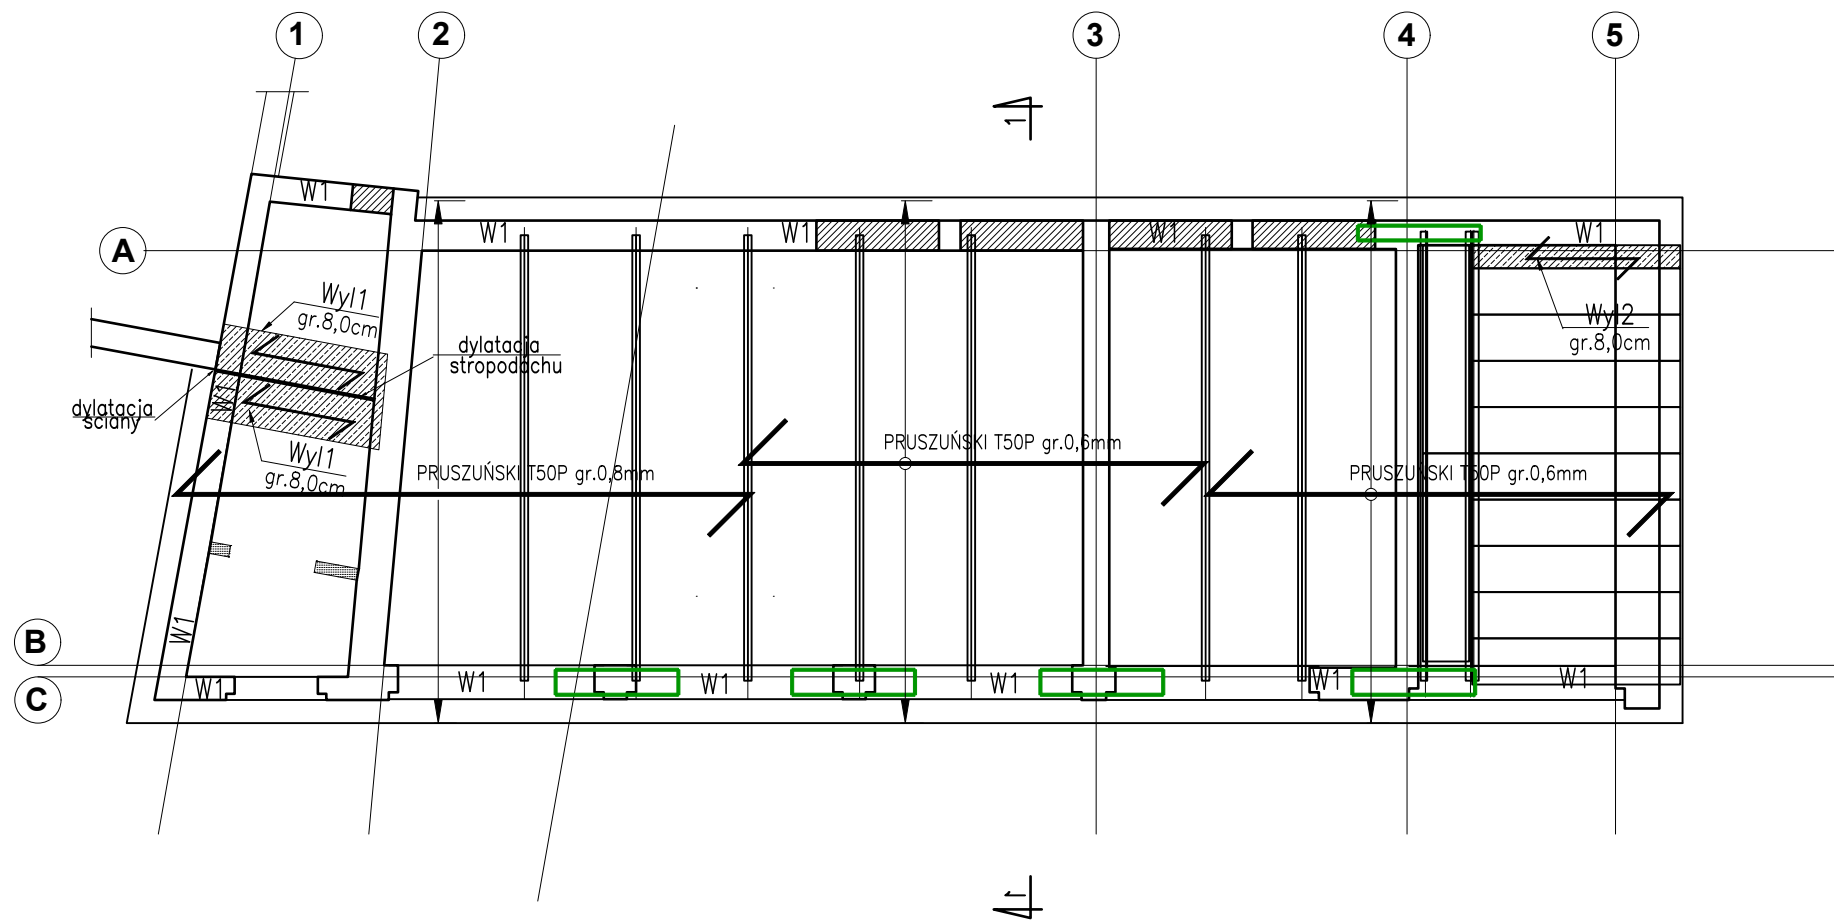 1
2
3
4
5
1
W1
W1
W1
W1
W1
A
Wyl1
gr.8,0cm
Wyl2
gr.8,0cm
dylatacja
stropodachu
W1
dylatacja
ściany
PRUSZUŃSKI T50P gr.0,6mm
Wyl1
gr.8,0cm
PRUSZUŃSKI T50P gr.0,8mm
PRUSZUŃSKI T50P gr.0,6mm
W1
B
C
W1
W1
W1
W1
W1
W1
1